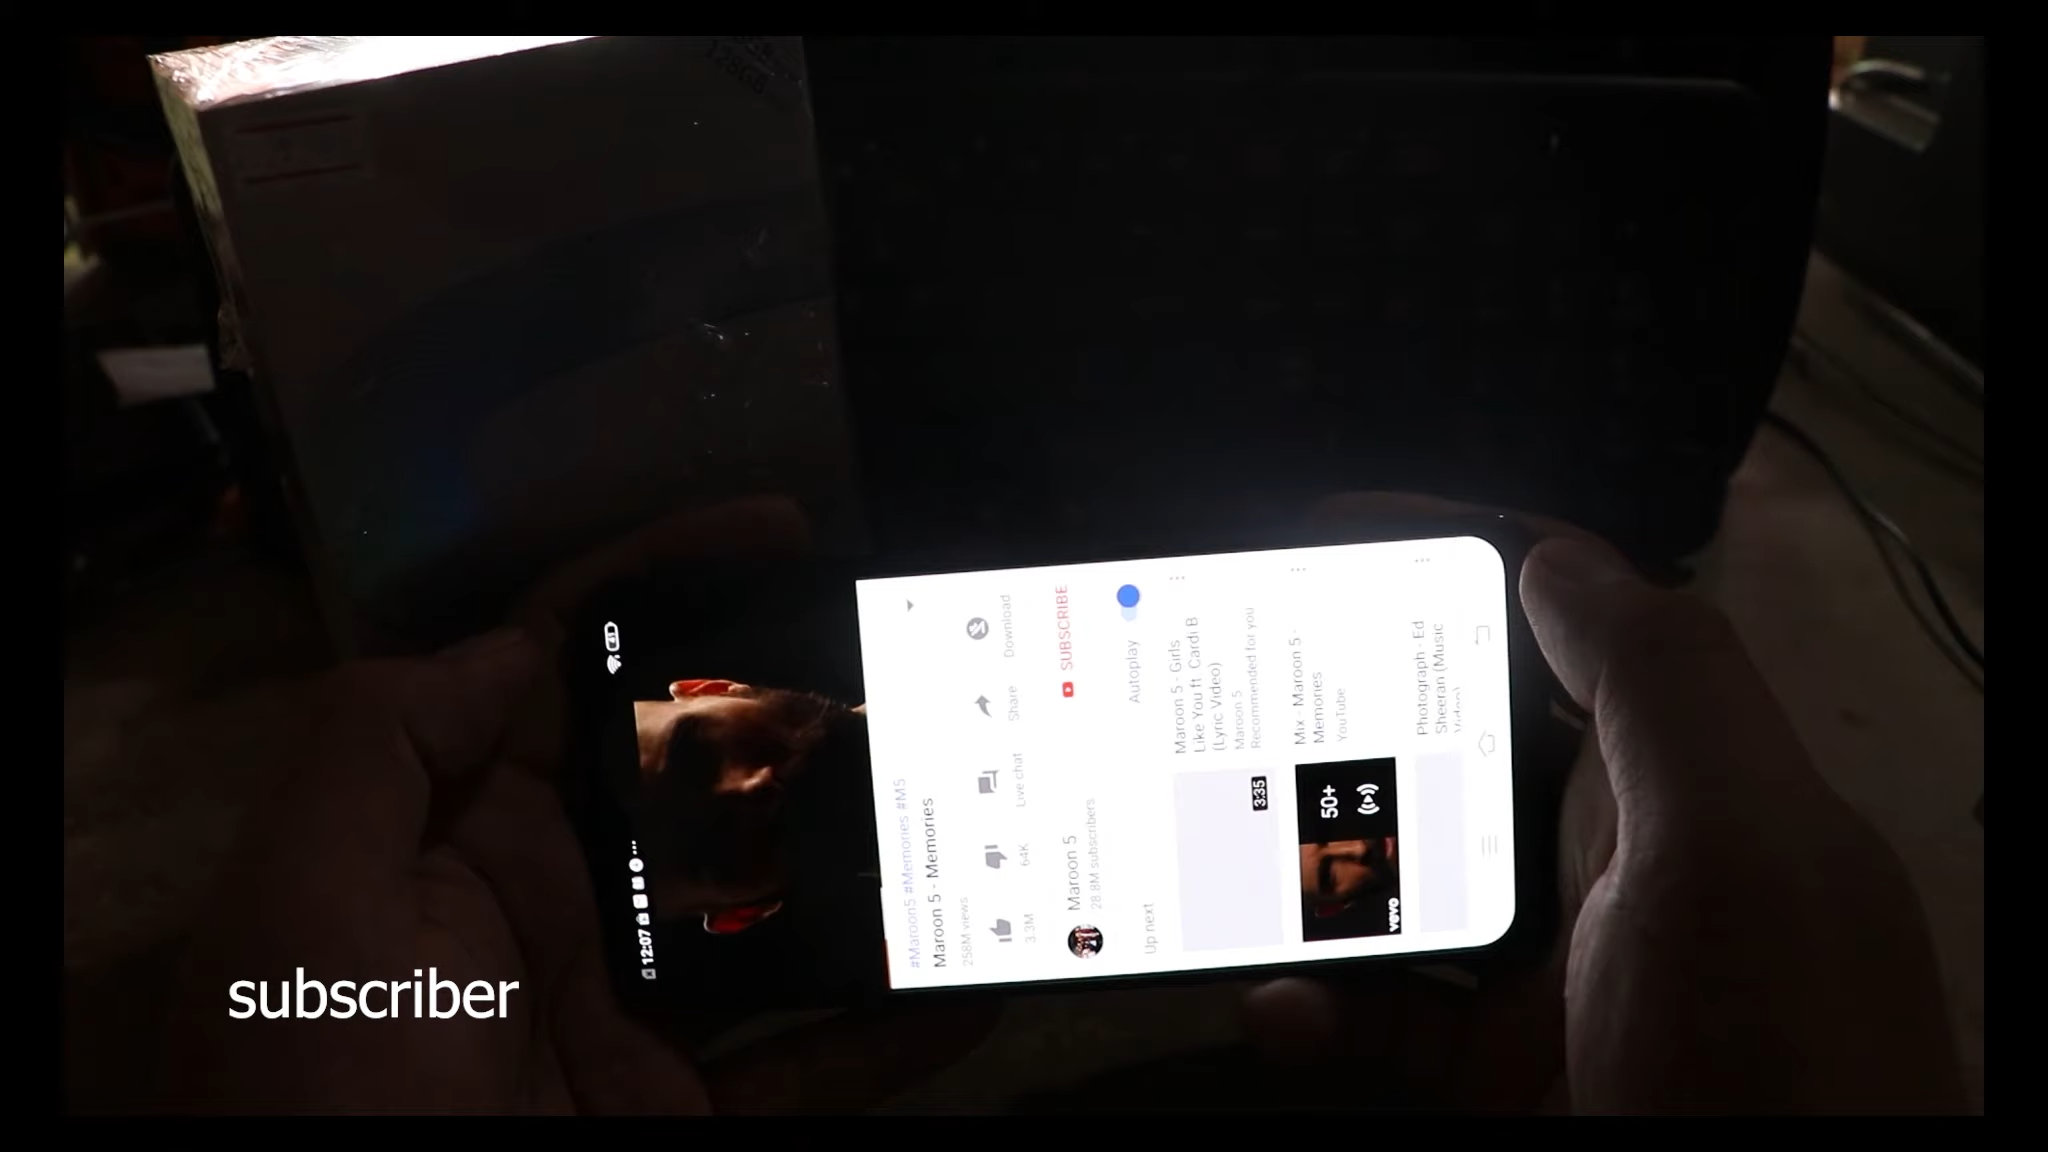 128GB
12:07
#Maroon5 #Memories #M5
Maroon 5 - Memories
258M views
3.3M
64K
Live chat
Share
Download
Maroon 5
28.8M subscribers
SUBSCRIBE
Up next
Autoplay
3:35
Maroon 5 - Girls
Like You ft. Cardi B
(Lyric Video)
Maroon 5
Recommended for you
50+
vevo
Mix - Maroon 5 -
Memories
YouTube
Photograph - Ed
Sheeran (Music
Video)
subscriber